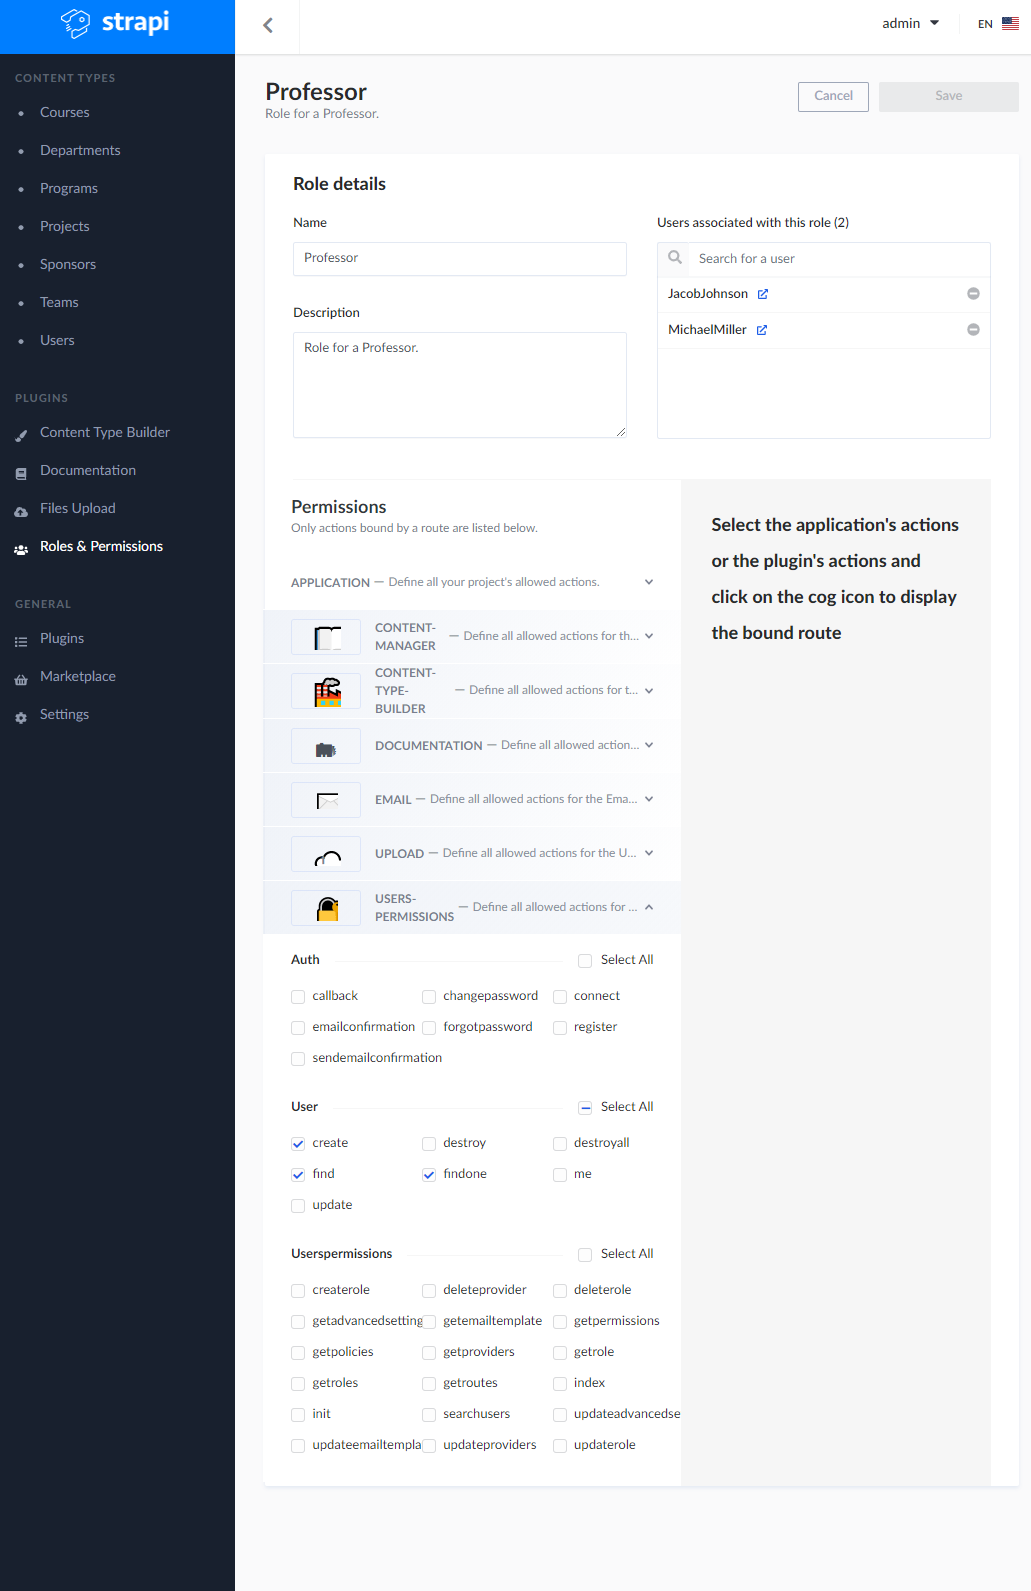 strapi
admin
EN
CONTENT TYPES
Courses
Departments
Programs
Projects
Sponsors
Teams
Users
PLUGINS
Content Type Builder
Documentation
Files Upload
Roles & Permissions
GENERAL
Plugins
Marketplace
Settings
Professor
Role for a Professor.
Cancel
Save
Role details
Name
Professor
Description
Role for a Professor.
Users associated with this role (2)
Search for a user
JacobJohnson
MichaelMiller
Permissions
Only actions bound by a route are listed below.
APPLICATION — Define all your project's allowed actions.
CONTENT-
MANAGER — Define all allowed actions for th...
CONTENT-
TYPE-
BUILDER — Define all allowed actions for t...
DOCUMENTATION — Define all allowed action...
EMAIL — Define all allowed actions for the Ema...
UPLOAD — Define all allowed actions for the U...
USERS-
PERMISSIONS — Define all allowed actions for ...
Auth Select All
callback changepassword connect
emailconfirmation forgotpassword register
sendemailconfirmation
User Select All
create destroy destroyall
find findone me
update
Userspermissions Select All
createrole deleteprovider deleterole
getadvancedsetting getemailtemplate getpermissions
getpolicies getproviders getrole
getroles getroutes index
init searchusers updateadvancedse
updateemailtempla updateproviders updaterole
Select the application's actions
or the plugin's actions and
click on the cog icon to display
the bound route